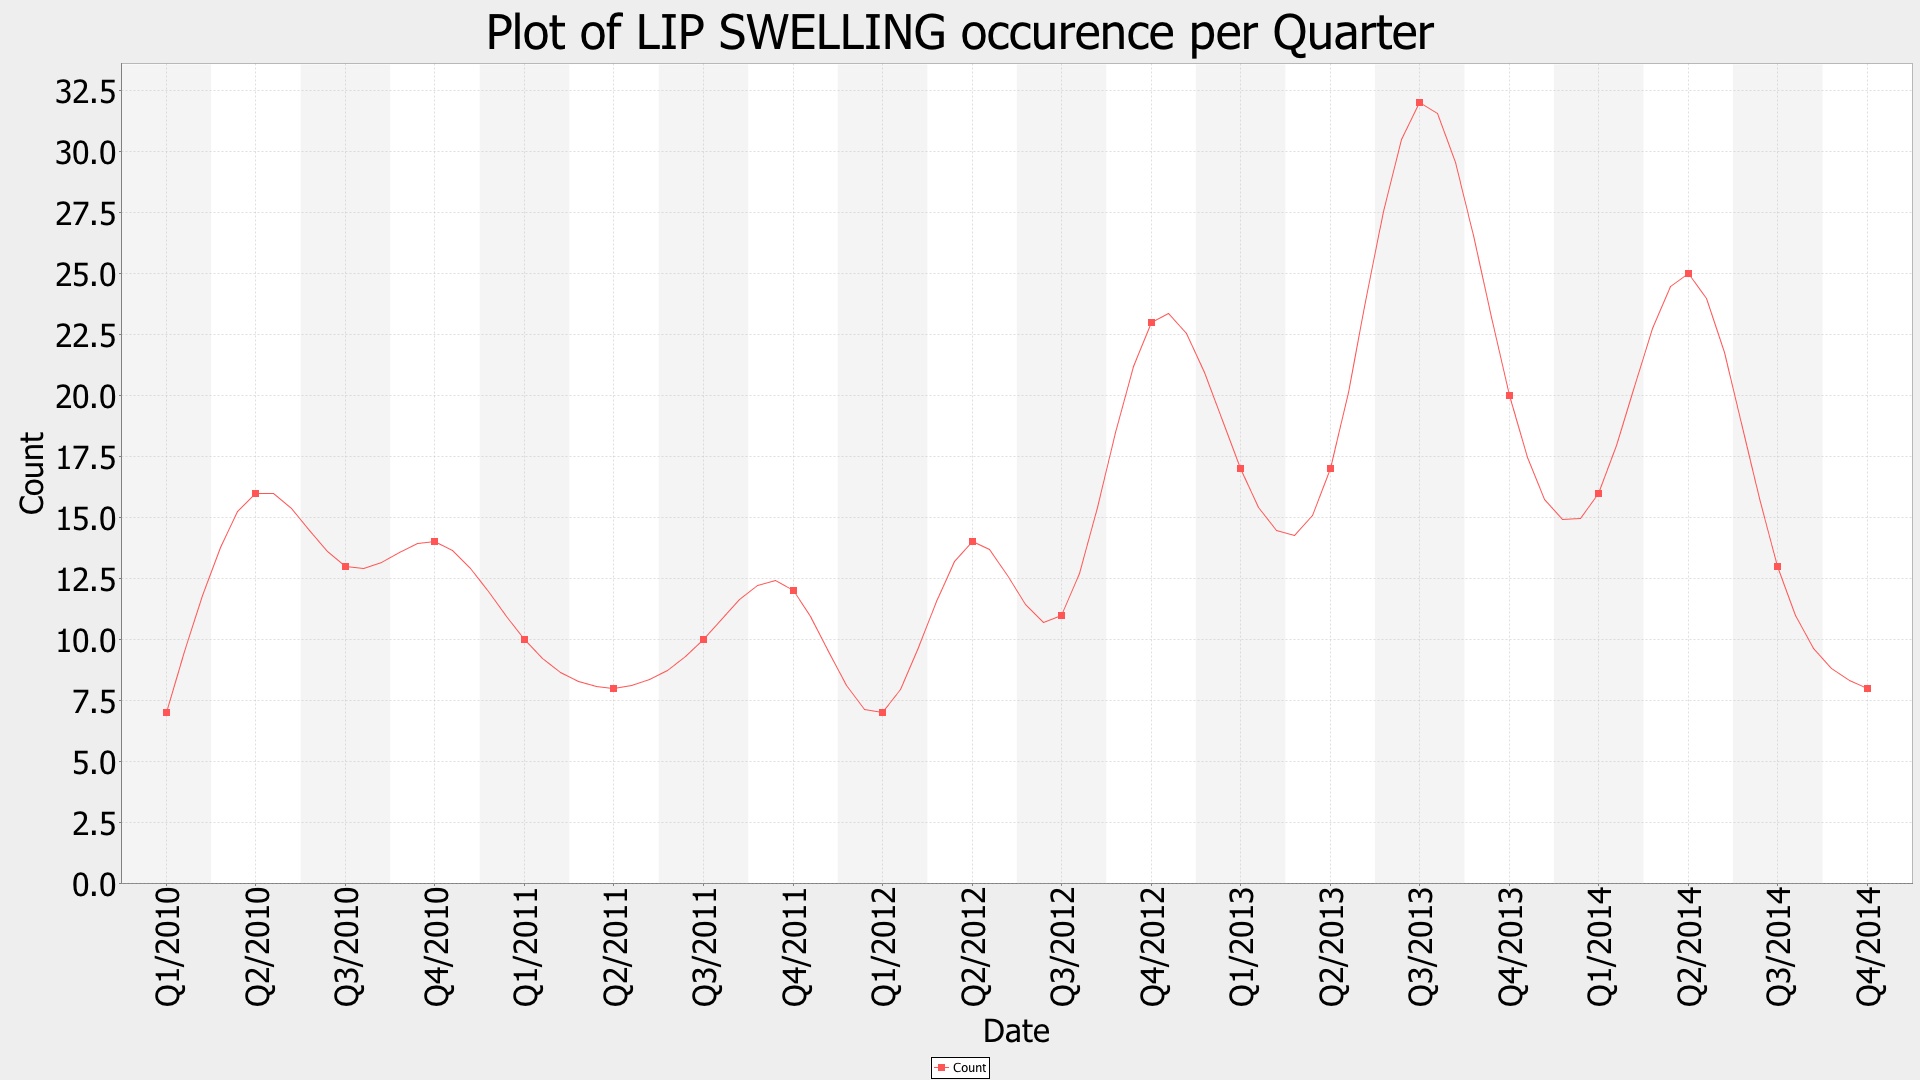 Plot of LIP SWELLING occurence per Quarter
Count
32.5
30.0
27.5
25.0
22.5
20.0
17.5
15.0
12.5
10.0
7.5
5.0
2.5
0.0
Q1/2010
Q2/2010
Q3/2010
Q4/2010
Q1/2011
Q2/2011
Q3/2011
Q4/2011
Q1/2012
Q2/2012
Q3/2012
Q4/2012
Q1/2013
Q2/2013
Q3/2013
Q4/2013
Q1/2014
Q2/2014
Q3/2014
Q4/2014
Date
Count